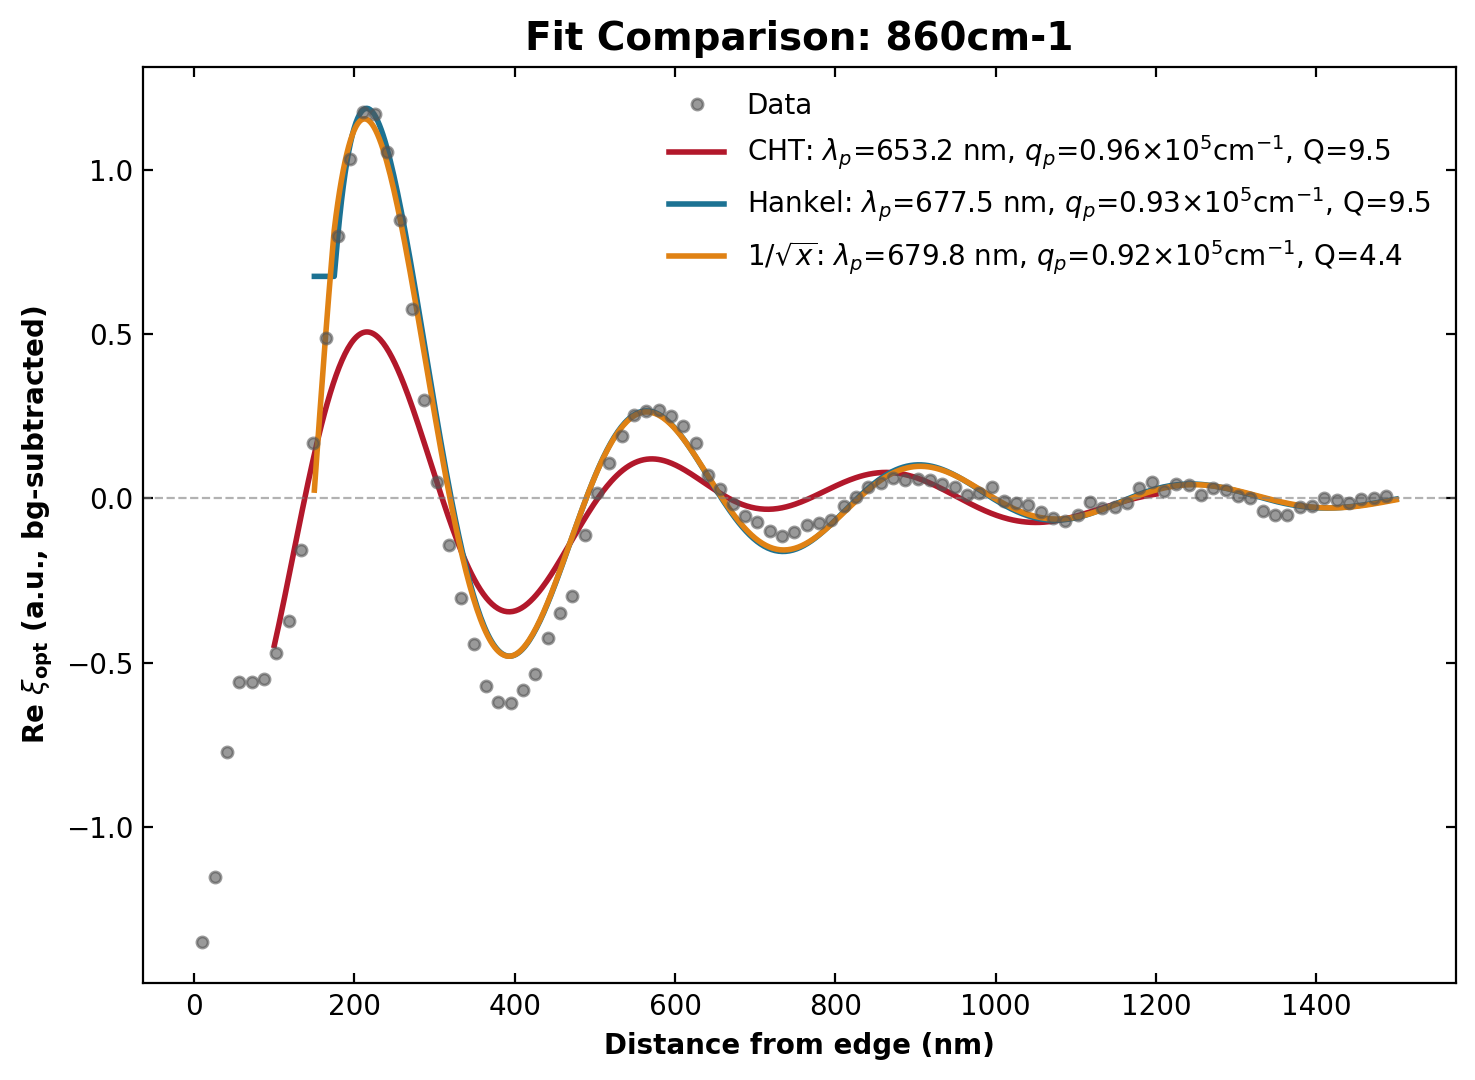 Fit Comparison: 860cm-1
Data
CHT: λp=653.2 nm, qp=0.96×10⁵cm⁻¹, Q=9.5
Hankel: λp=677.5 nm, qp=0.93×10⁵cm⁻¹, Q=9.5
1/√x: λp=679.8 nm, qp=0.92×10⁵cm⁻¹, Q=4.4
Re ξopt (a.u., bg-subtracted)
1.0
0.5
0.0
−0.5
−1.0
0 200 400 600 800 1000 1200 1400
Distance from edge (nm)